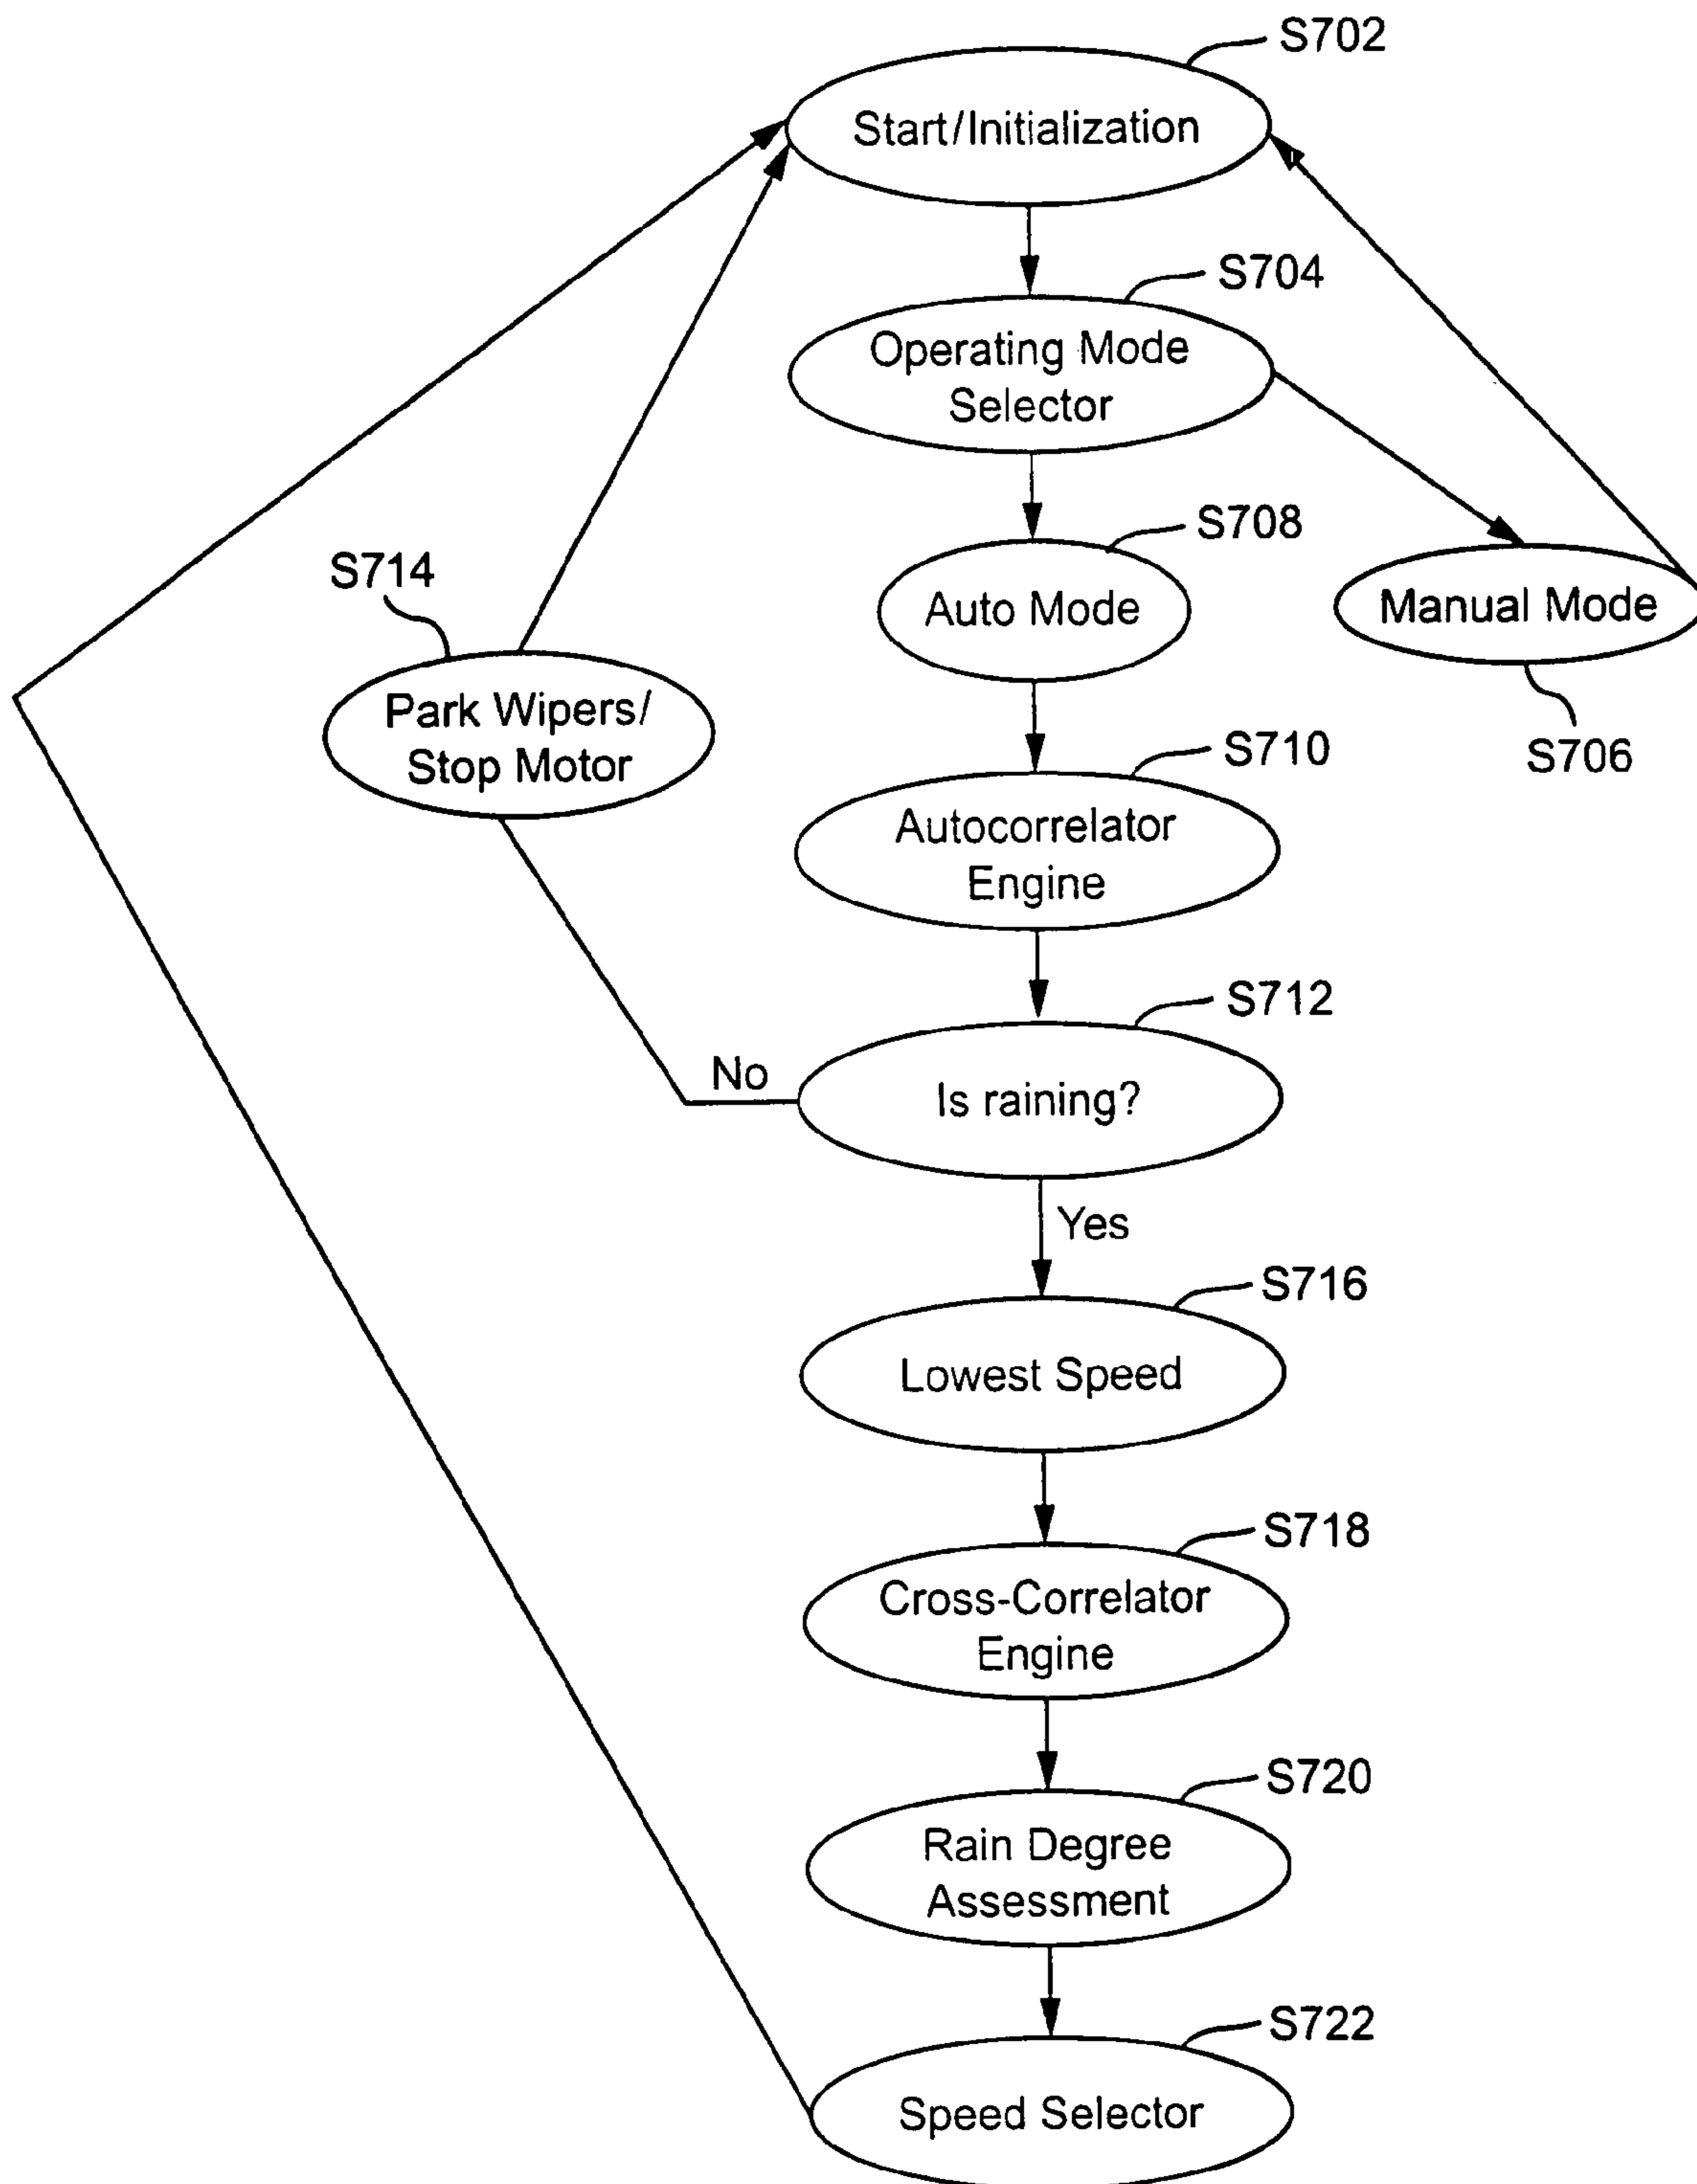 S702
Start/Initialization
S704
Operating Mode
Selector
S708
Auto Mode
Manual Mode
S706
S714
Park Wipers/
Stop Motor
S710
Autocorrelator
Engine
S712
Is raining?
No
Yes
S716
Lowest Speed
S718
Cross-Correlator
Engine
S720
Rain Degree
Assessment
S722
Speed Selector